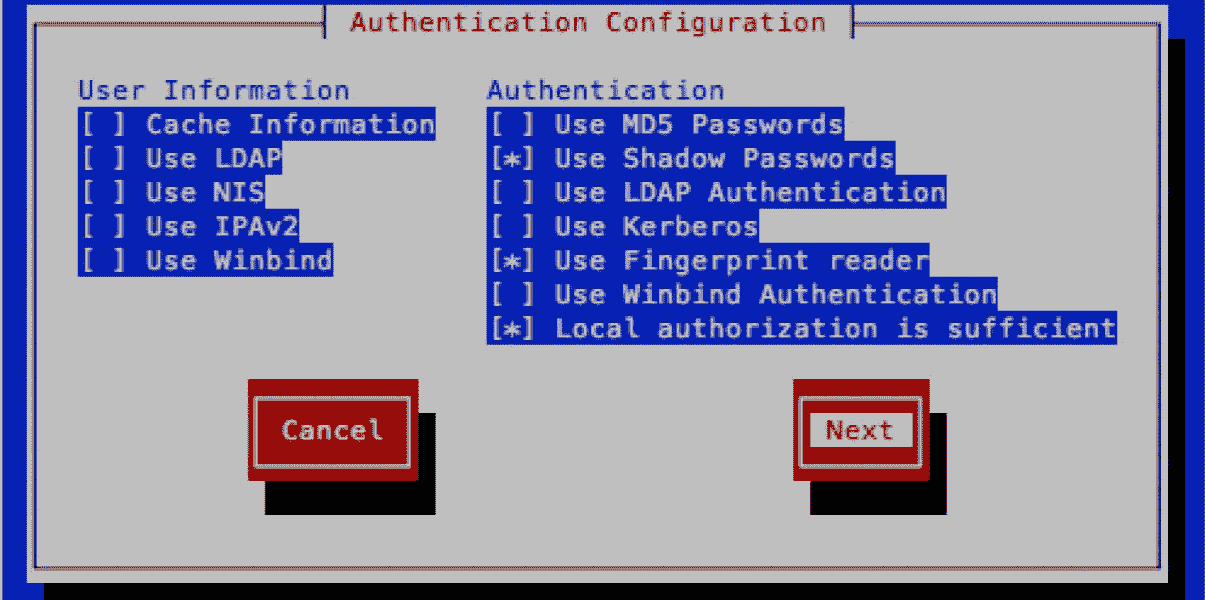 Authentication Configuration
User Information
[ ] Cache Information
[ ] Use LDAP
[ ] Use NIS
[ ] Use IPAv2
[ ] Use Winbind
Authentication
[ ] Use MD5 Passwords
[*] Use Shadow Passwords
[ ] Use LDAP Authentication
[ ] Use Kerberos
[*] Use Fingerprint reader
[ ] Use Winbind Authentication
[*] Local authorization is sufficient
Cancel
Next